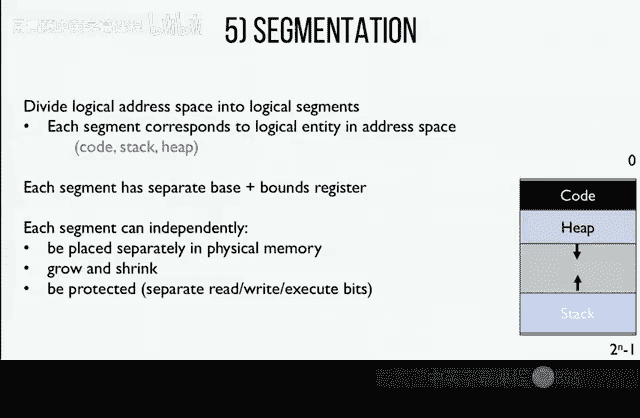 5) SEGMENTATION
Divide logical address space into logical segments
• Each segment corresponds to logical entity in address space
(code, stack, heap)
Each segment has separate base + bounds register
Each segment can independently:
• be placed separately in physical memory
• grow and shrink
• be protected (separate read/write/execute bits)
0
Code
Heap
Stack
2ⁿ-1